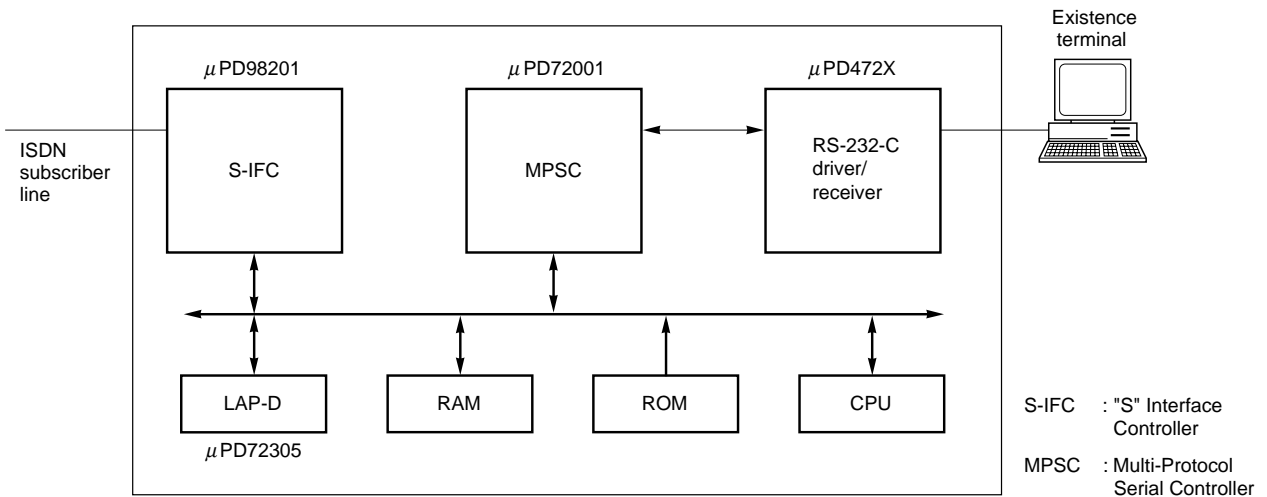 Existence
terminal
μPD98201
μPD72001
μPD472X
ISDN
subscriber
line
S-IFC
MPSC
RS-232-C
driver/
receiver
LAP-D
RAM
ROM
CPU
μPD72305
S-IFC : "S" Interface
Controller
MPSC : Multi-Protocol
Serial Controller